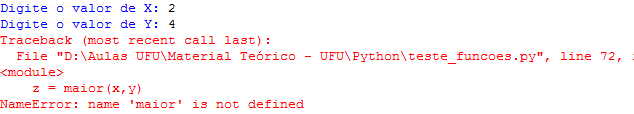 Digite o valor de X: 2
Digite o valor de Y: 4
Traceback (most recent call last):
  File "D:\Aulas UFU\Material Teórico - UFU\Python\teste_funcoes.py", line 72, i
<module>
    z = maior(x,y)
NameError: name 'maior' is not defined